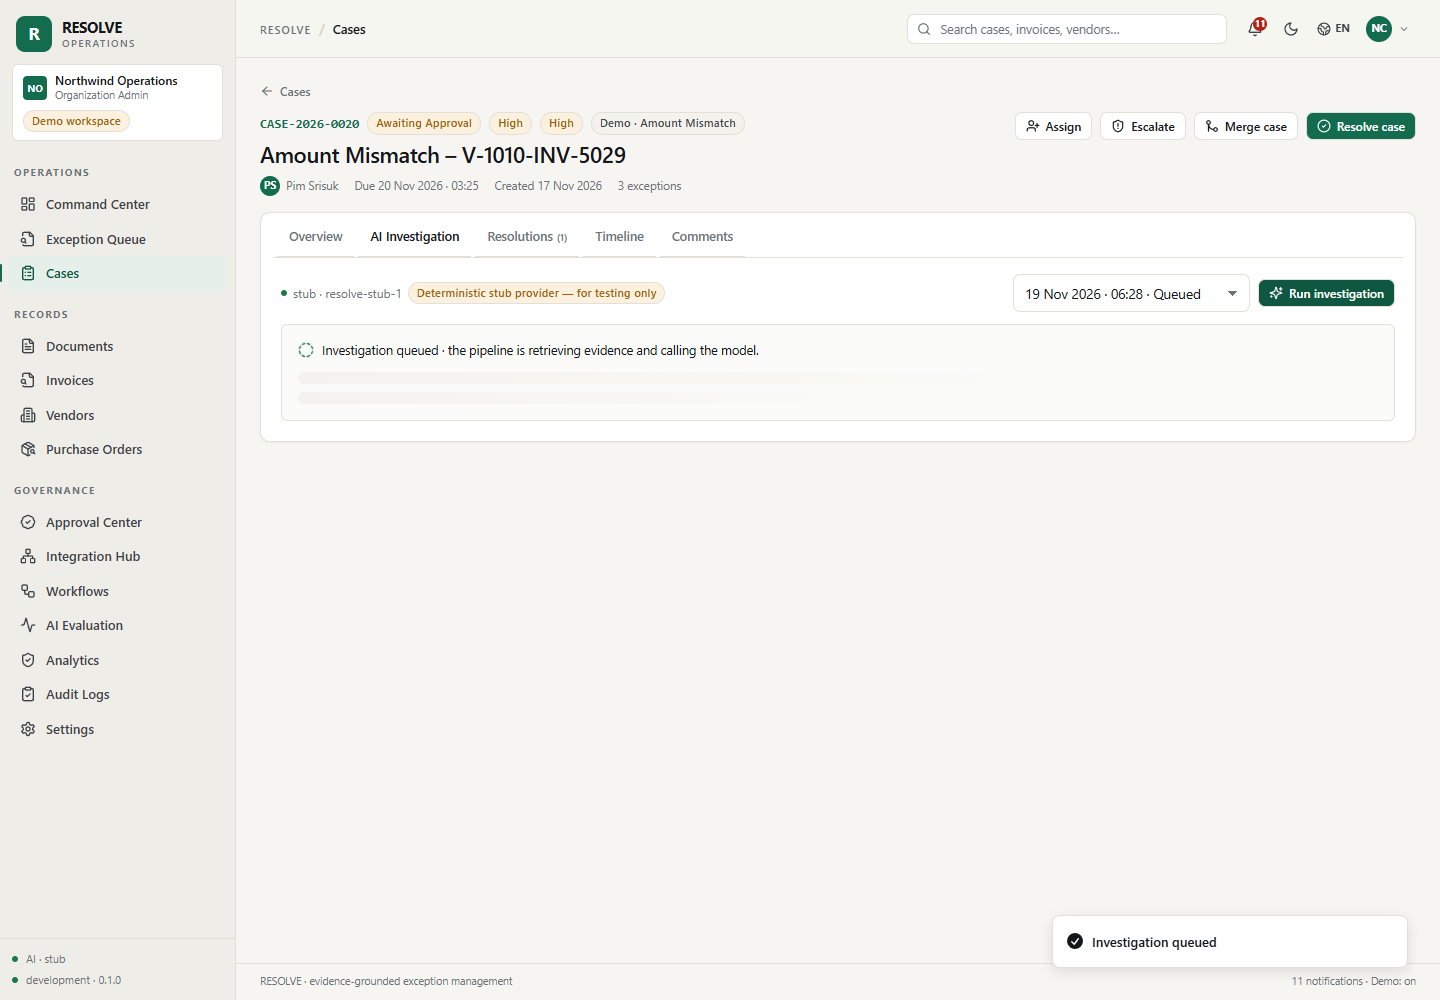 R
RESOLVE
OPERATIONS
NO
Northwind Operations
Organization Admin
Demo workspace
OPERATIONS
Command Center
Exception Queue
Cases
RECORDS
Documents
Invoices
Vendors
Purchase Orders
GOVERNANCE
Approval Center
Integration Hub
Workflows
AI Evaluation
Analytics
Audit Logs
Settings
AI · stub
development · 0.1.0
RESOLVE / Cases
Search cases, invoices, vendors...
11
EN
NC
Cases
CASE-2026-0020 Awaiting Approval High High Demo · Amount Mismatch
Assign Escalate Merge case Resolve case
Amount Mismatch – V-1010-INV-5029
PS Pim Srisuk Due 20 Nov 2026 · 03:25 Created 17 Nov 2026 3 exceptions
Overview AI Investigation Resolutions (1) Timeline Comments
stub · resolve-stub-1 Deterministic stub provider — for testing only
19 Nov 2026 · 06:28 · Queued Run investigation
Investigation queued · the pipeline is retrieving evidence and calling the model.
Investigation queued
RESOLVE · evidence-grounded exception management
11 notifications · Demo: on